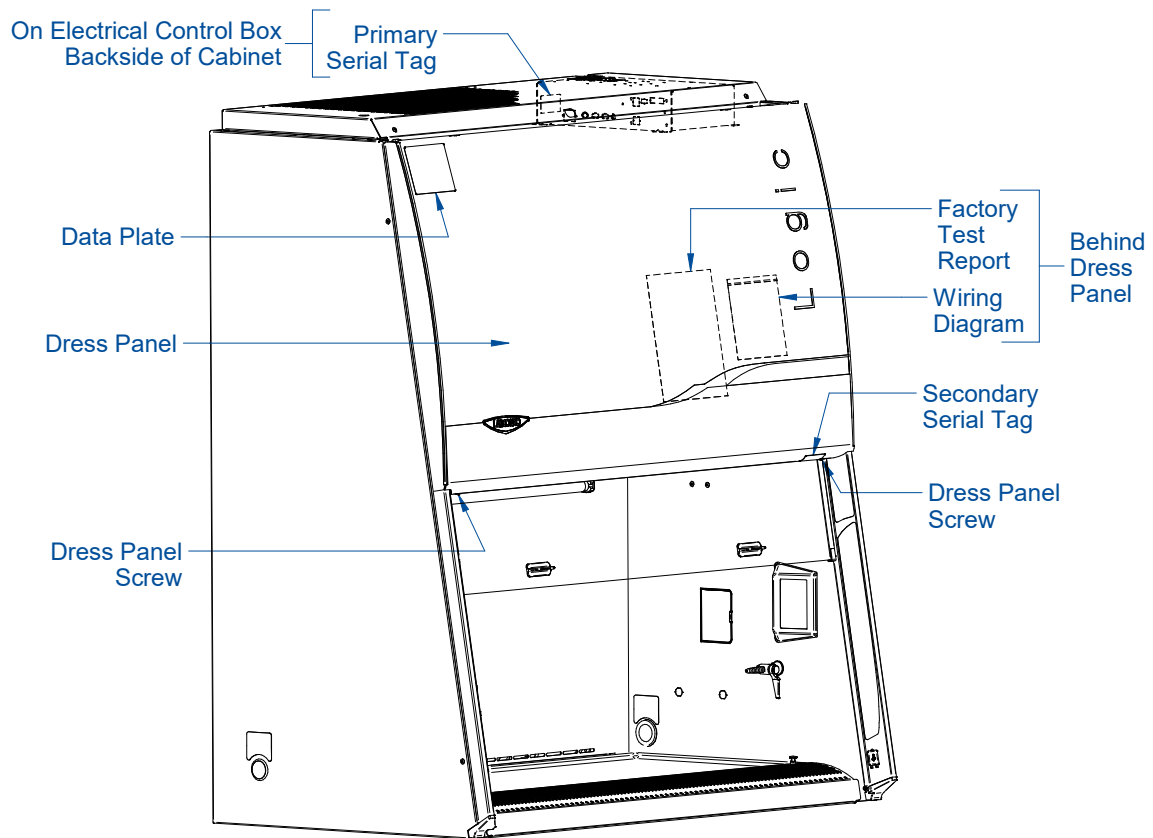 On Electrical Control Box
Backside of Cabinet
Primary
Serial Tag
Data Plate
Factory
Test
Report
Behind
Dress
Panel
Wiring
Diagram
Dress Panel
Secondary
Serial Tag
Dress Panel
Screw
Dress Panel
Screw